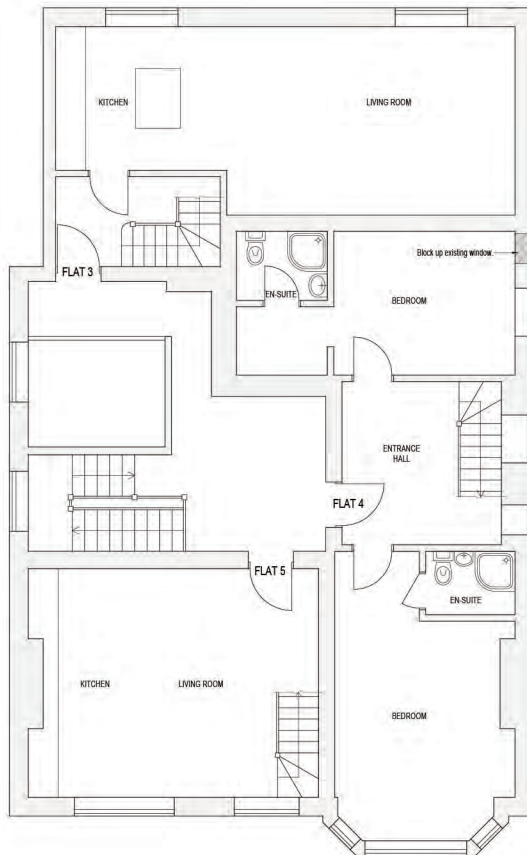 KITCHEN
LIVING ROOM
Block up existing window.
FLAT 3
EN-SUITE
BEDROOM
ENTRANCE
HALL
FLAT 4
FLAT 5
EN-SUITE
KITCHEN
LIVING ROOM
BEDROOM